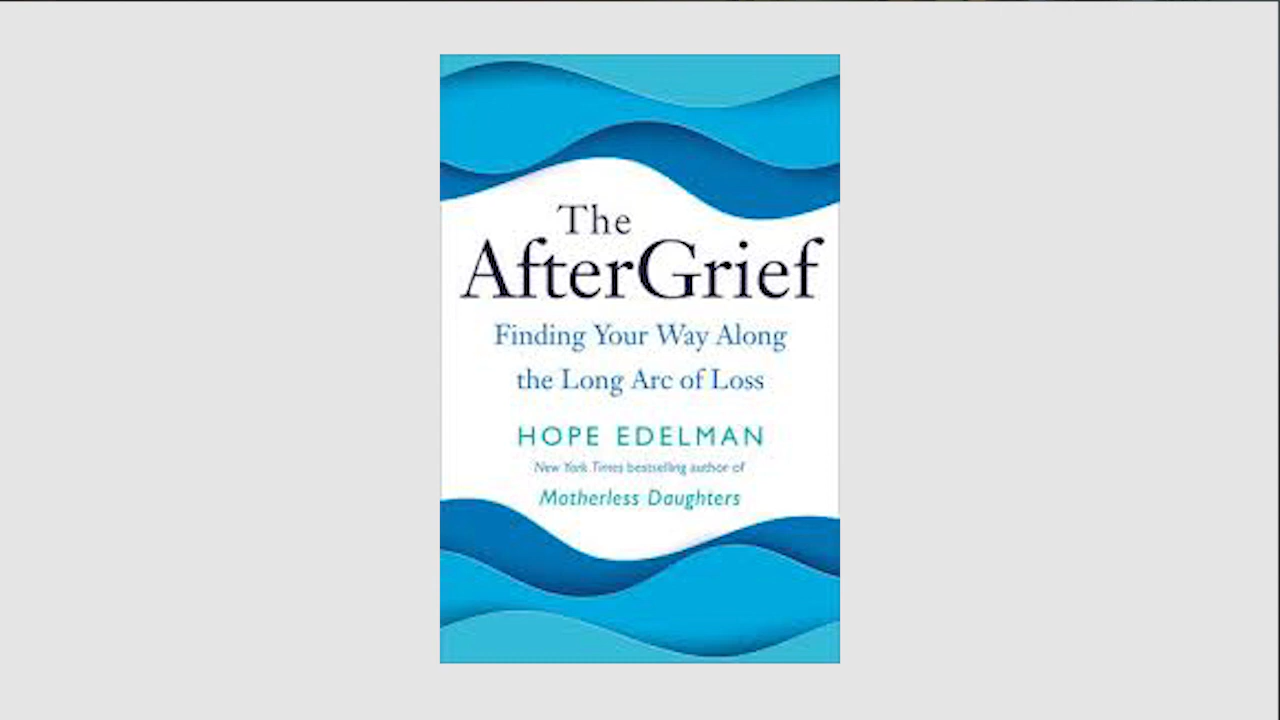 The
AfterGrief
Finding Your Way Along
the Long Arc of Loss
HOPE EDELMAN
New York Times bestselling author of
Motherless Daughters